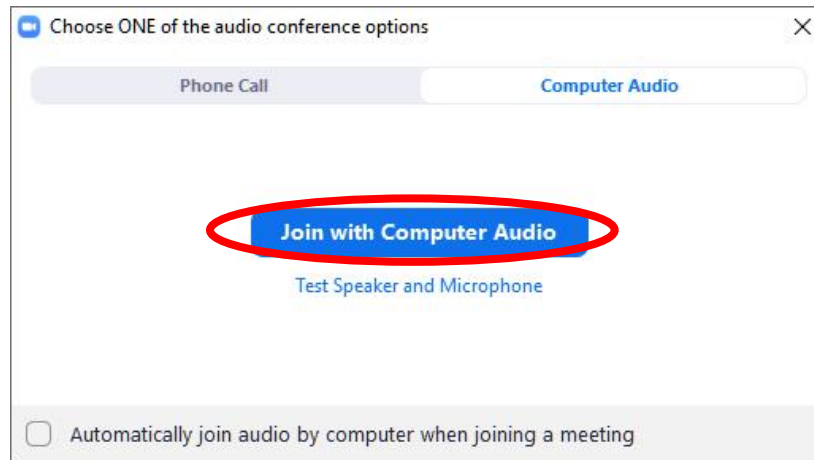 Choose ONE of the audio conference options
Phone Call
Computer Audio
Join with Computer Audio
Test Speaker and Microphone
Automatically join audio by computer when joining a meeting